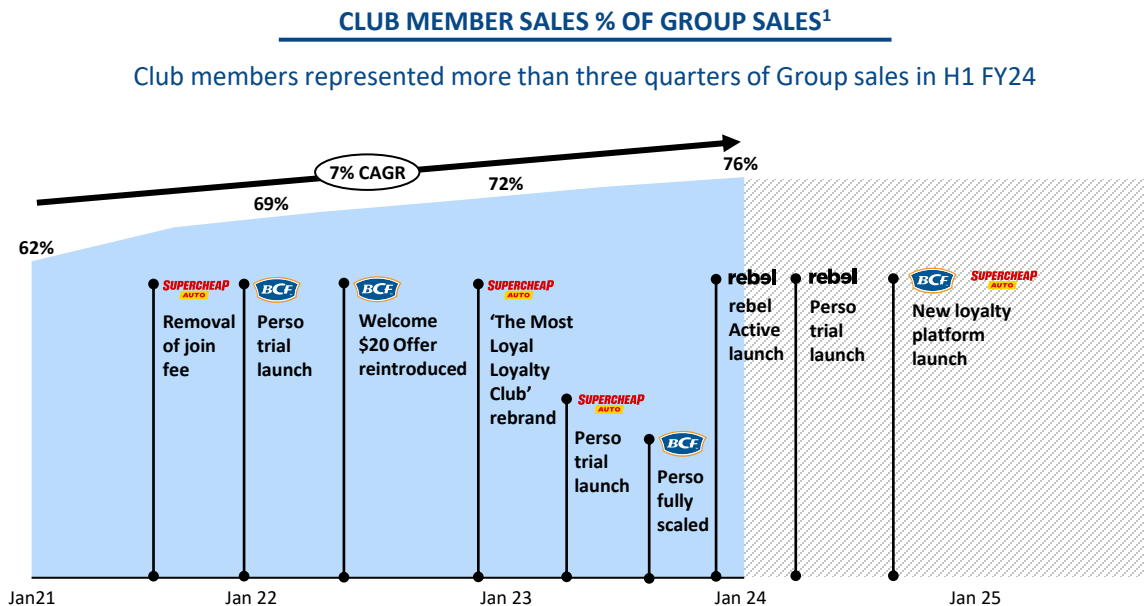 CLUB MEMBER SALES % OF GROUP SALES¹
Club members represented more than three quarters of Group sales in H1 FY24
7% CAGR
62%
69%
72%
76%
SUPERCHEAP
AUTO
Removal
of join
fee
BCF
Perso
trial
launch
BCF
Welcome
$20 Offer
reintroduced
SUPERCHEAP
AUTO
‘The Most
Loyal
Loyalty
Club’
rebrand
SUPERCHEAP
AUTO
Perso
trial
launch
BCF
Perso
fully
scaled
rebel
rebel
Active
launch
rebel
Perso
trial
launch
BCF
SUPERCHEAP
AUTO
New loyalty
platform
launch
Jan21
Jan 22
Jan 23
Jan 24
Jan 25